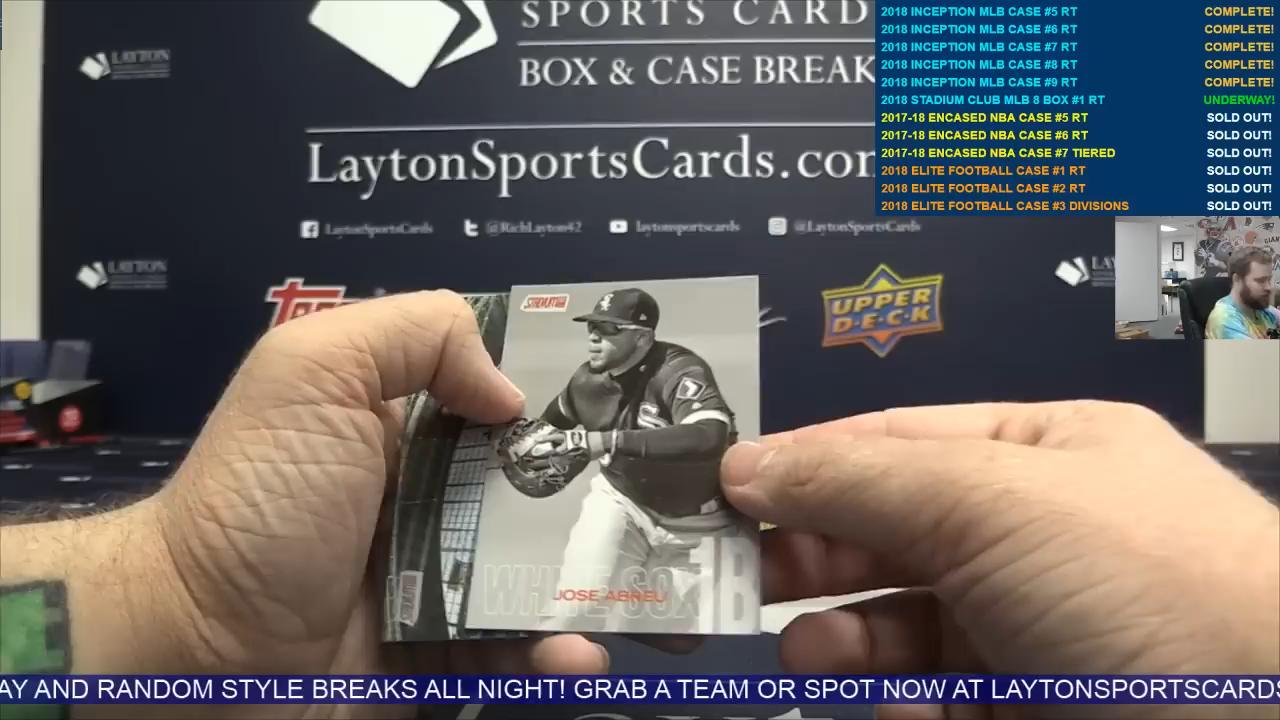 SPORTS CARD
BOX & CASE BREAK
LaytonSportsCards.com
LaytonSportsCards
@RichLayton42
laytonsportscards
@LaytonSportsCards
LAYTON
LAYTON
LAY
Topps
UPPER
DECK
2018 INCEPTION MLB CASE #5 RT COMPLETE!
2018 INCEPTION MLB CASE #6 RT COMPLETE!
2018 INCEPTION MLB CASE #7 RT COMPLETE!
2018 INCEPTION MLB CASE #8 RT COMPLETE!
2018 INCEPTION MLB CASE #9 RT COMPLETE!
2018 STADIUM CLUB MLB 8 BOX #1 RT UNDERWAY!
2017-18 ENCASED NBA CASE #5 RT SOLD OUT!
2017-18 ENCASED NBA CASE #6 RT SOLD OUT!
2017-18 ENCASED NBA CASE #7 TIERED SOLD OUT!
2018 ELITE FOOTBALL CASE #1 RT SOLD OUT!
2018 ELITE FOOTBALL CASE #2 RT SOLD OUT!
2018 ELITE FOOTBALL CASE #3 DIVISIONS SOLD OUT!
WHITE SOX 1B
JOSE ABREU
AY AND RANDOM STYLE BREAKS ALL NIGHT! GRAB A TEAM OR SPOT NOW AT LAYTONSPORTSCARDS